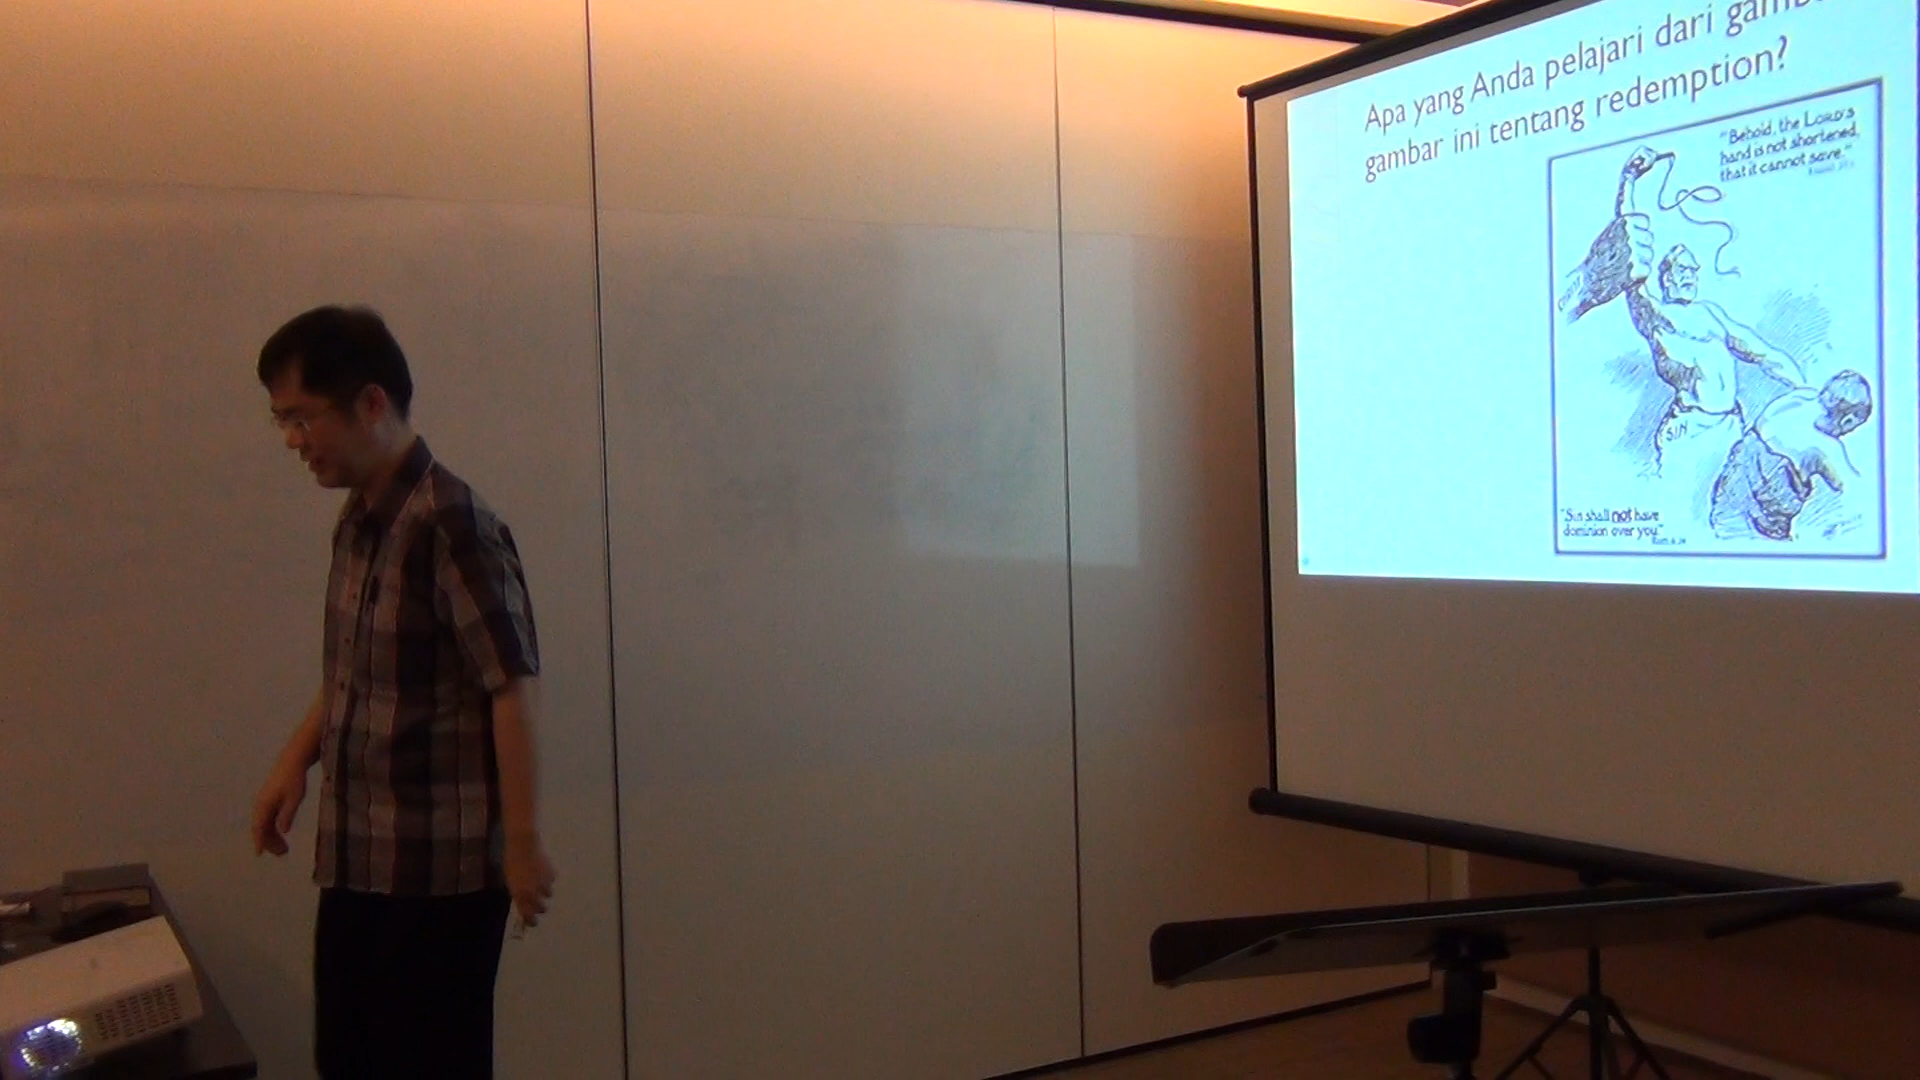 Apa yang Anda pelajari dari
gambar ini tentang redemption?
"Behold, the LORD'S
hand is not shortened,
that it cannot save."
SIN
"Sin shall not have
dominion over you."